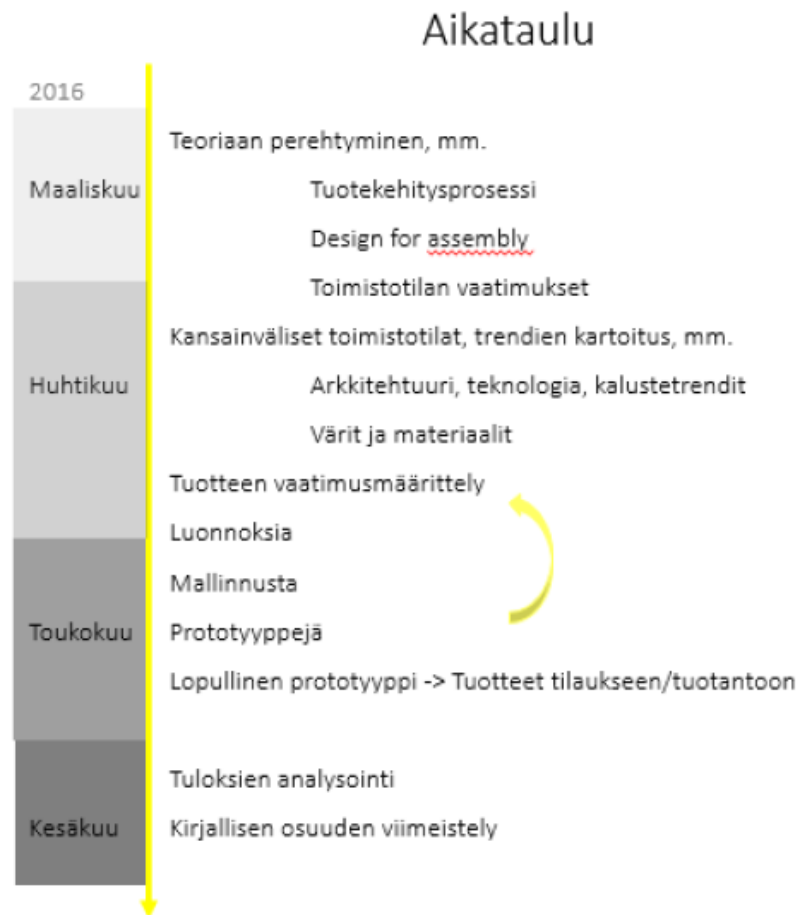 Aikataulu
2016
Teoriaan perehtyminen, mm.
Maaliskuu
Tuotekehitysprosessi
Design for assembly
Toimistotilan vaatimukset
Kansainväliset toimistotilat, trendien kartoitus, mm.
Huhtikuu
Arkkitehtuuri, teknologia, kalustetrendit
Värit ja materiaalit
Tuotteen vaatimusmäärittely
Luonnoksia
Mallinnusta
Toukokuu
Prototyyppejä
Lopullinen prototyyppi -> Tuotteet tilaukseen/tuotantoon
Tuloksien analysointi
Kesäkuu
Kirjallisen osuuden viimeistely